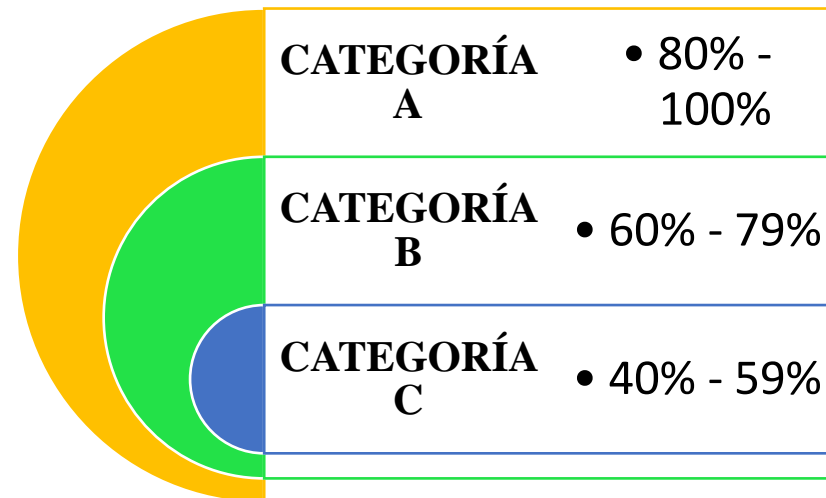 CATEGORÍA
A
• 80% -
100%
CATEGORÍA
B
• 60% - 79%
CATEGORÍA
C
• 40% - 59%